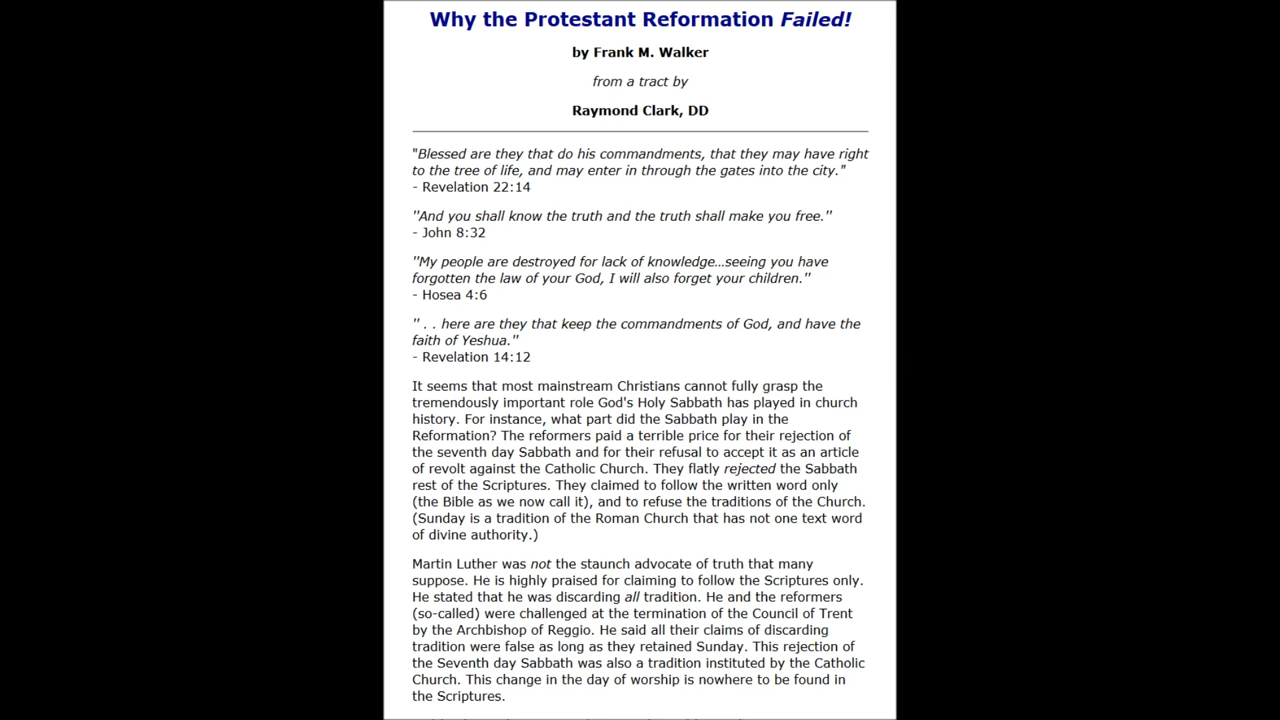 Why the Protestant Reformation Failed!
by Frank M. Walker
from a tract by
Raymond Clark, DD
"Blessed are they that do his commandments, that they may have right
to the tree of life, and may enter in through the gates into the city."
- Revelation 22:14
"And you shall know the truth and the truth shall make you free."
- John 8:32
"My people are destroyed for lack of knowledge...seeing you have
forgotten the law of your God, I will also forget your children."
- Hosea 4:6
" . . here are they that keep the commandments of God, and have the
faith of Yeshua."
- Revelation 14:12
It seems that most mainstream Christians cannot fully grasp the
tremendously important role God's Holy Sabbath has played in church
history. For instance, what part did the Sabbath play in the
Reformation? The reformers paid a terrible price for their rejection of
the seventh day Sabbath and for their refusal to accept it as an article
of revolt against the Catholic Church. They flatly rejected the Sabbath
rest of the Scriptures. They claimed to follow the written word only
(the Bible as we now call it), and to refuse the traditions of the Church.
(Sunday is a tradition of the Roman Church that has not one text word
of divine authority.)
Martin Luther was not the staunch advocate of truth that many
suppose. He is highly praised for claiming to follow the Scriptures only.
He stated that he was discarding all tradition. He and the reformers
(so-called) were challenged at the termination of the Council of Trent
by the Archbishop of Reggio. He said all their claims of discarding
tradition were false as long as they retained Sunday. This rejection of
the Seventh day Sabbath was also a tradition instituted by the Catholic
Church. This change in the day of worship is nowhere to be found in
the Scriptures.